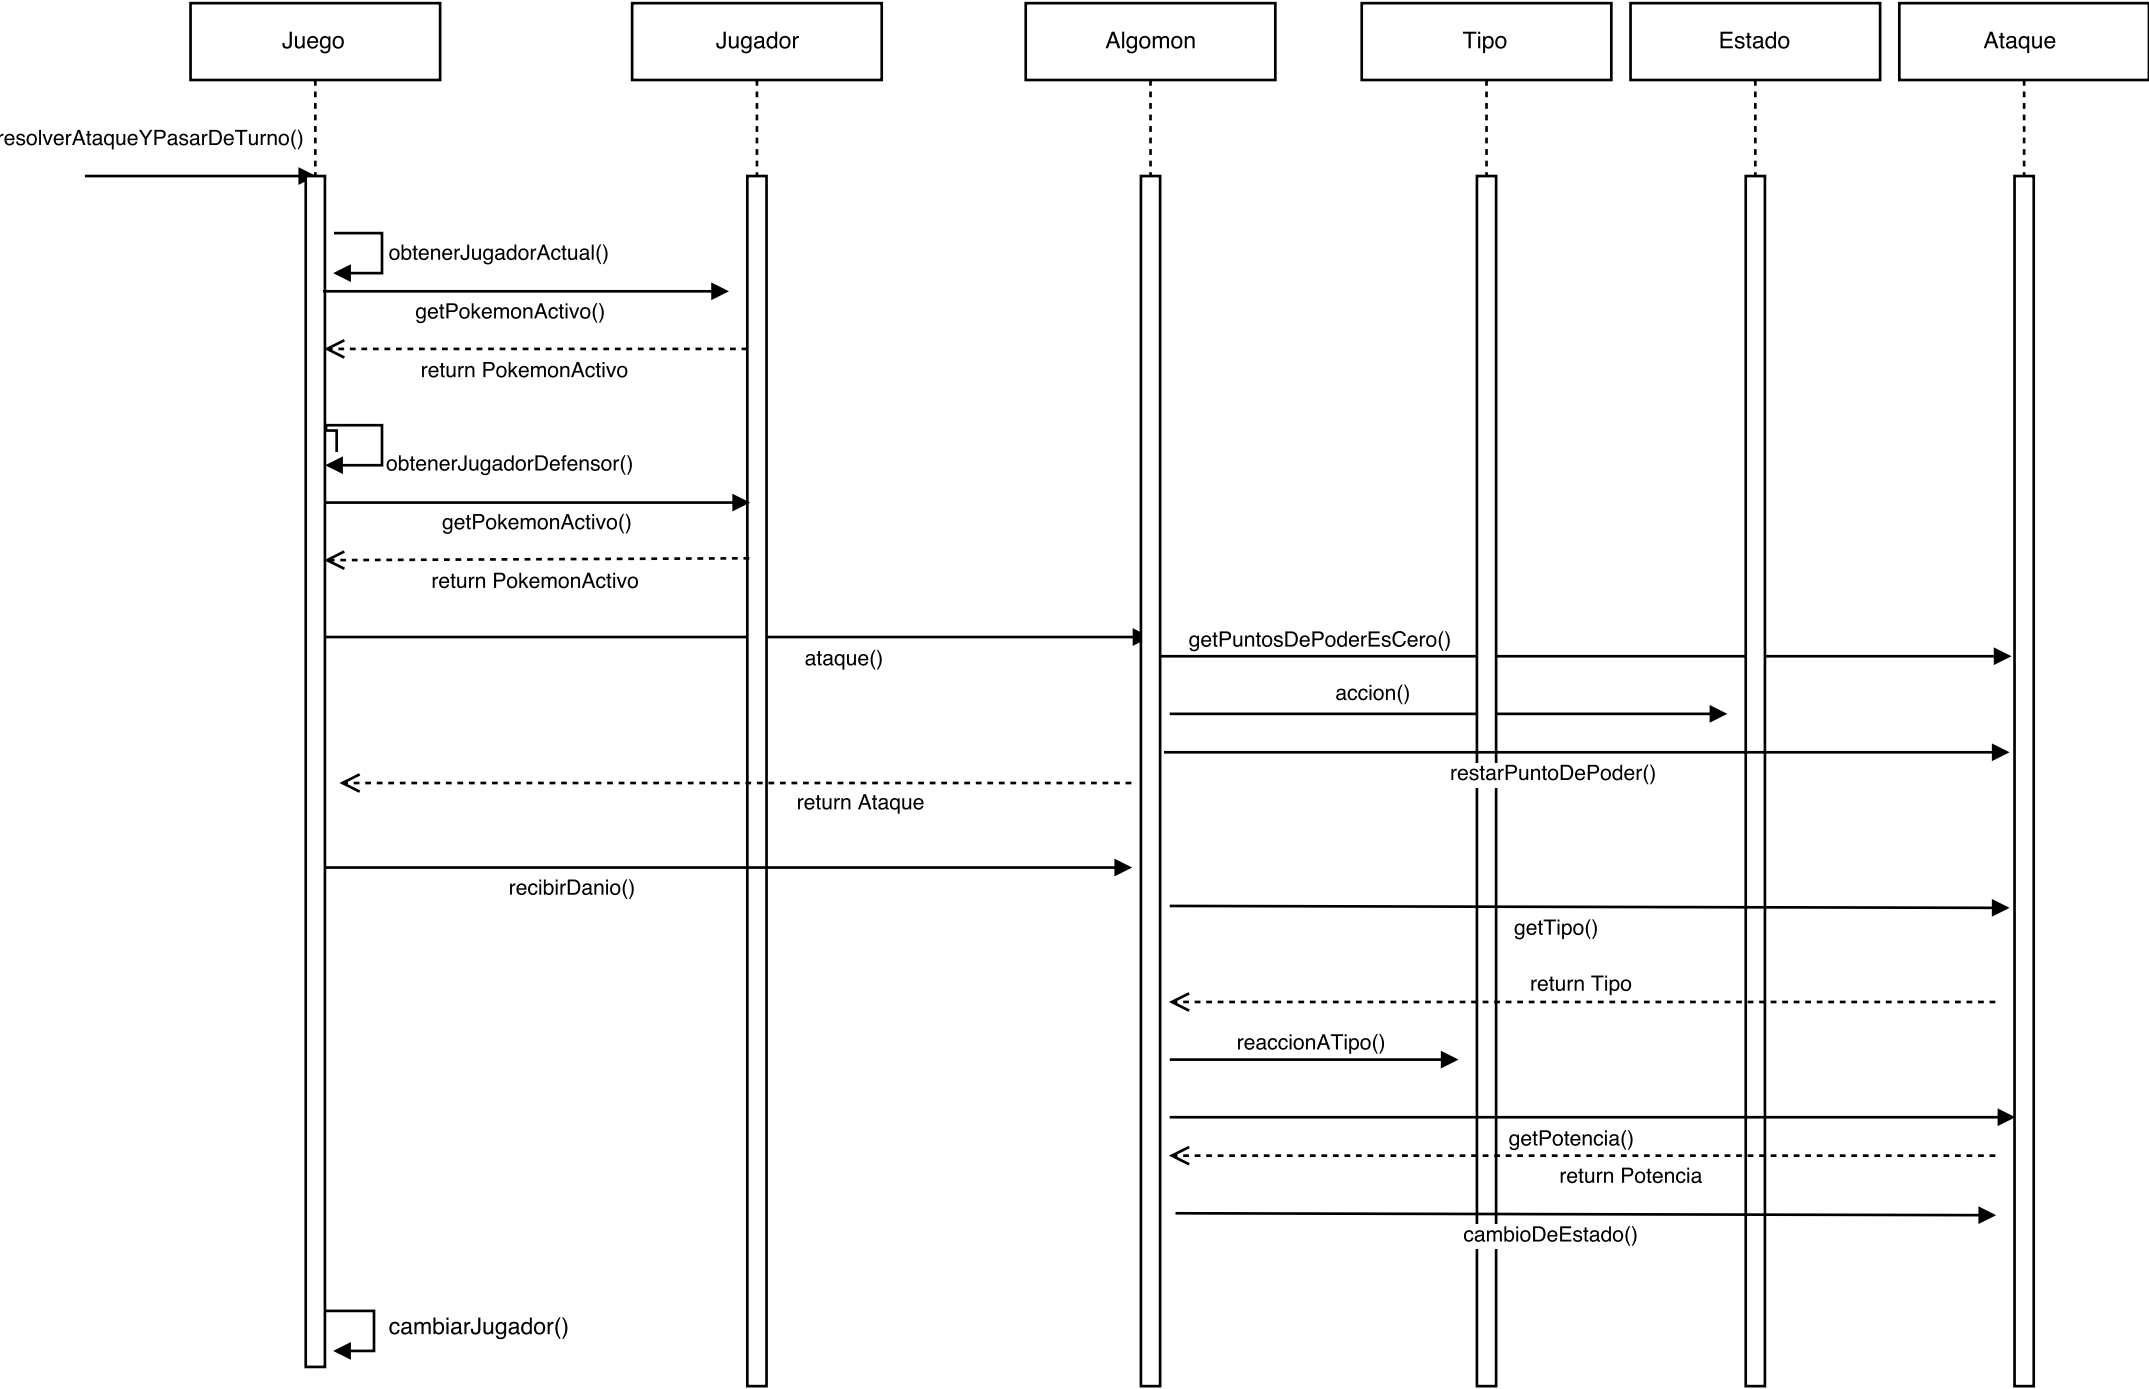 Juego
Jugador
Algomon
Tipo
Estado
Ataque
resolverAtaqueYPasarDeTurno()
obtenerJugadorActual()
getPokemonActivo()
return PokemonActivo
obtenerJugadorDefensor()
getPokemonActivo()
return PokemonActivo
getPuntosDePoderEsCero()
ataque()
accion()
restarPuntoDePoder()
return Ataque
recibirDanio()
getTipo()
return Tipo
reaccionATipo()
getPotencia()
return Potencia
cambioDeEstado()
cambiarJugador()